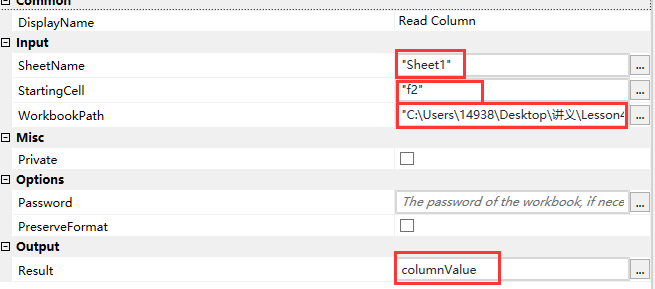 Common
DisplayName Read Column
Input
SheetName "Sheet1" ...
StartingCell "f2" ...
WorkbookPath "C:\Users\14938\Desktop\讲义\Lesson4 ...
Misc
Private
Options
Password The password of the workbook, if nece ...
PreserveFormat
Output
Result columnValue ...